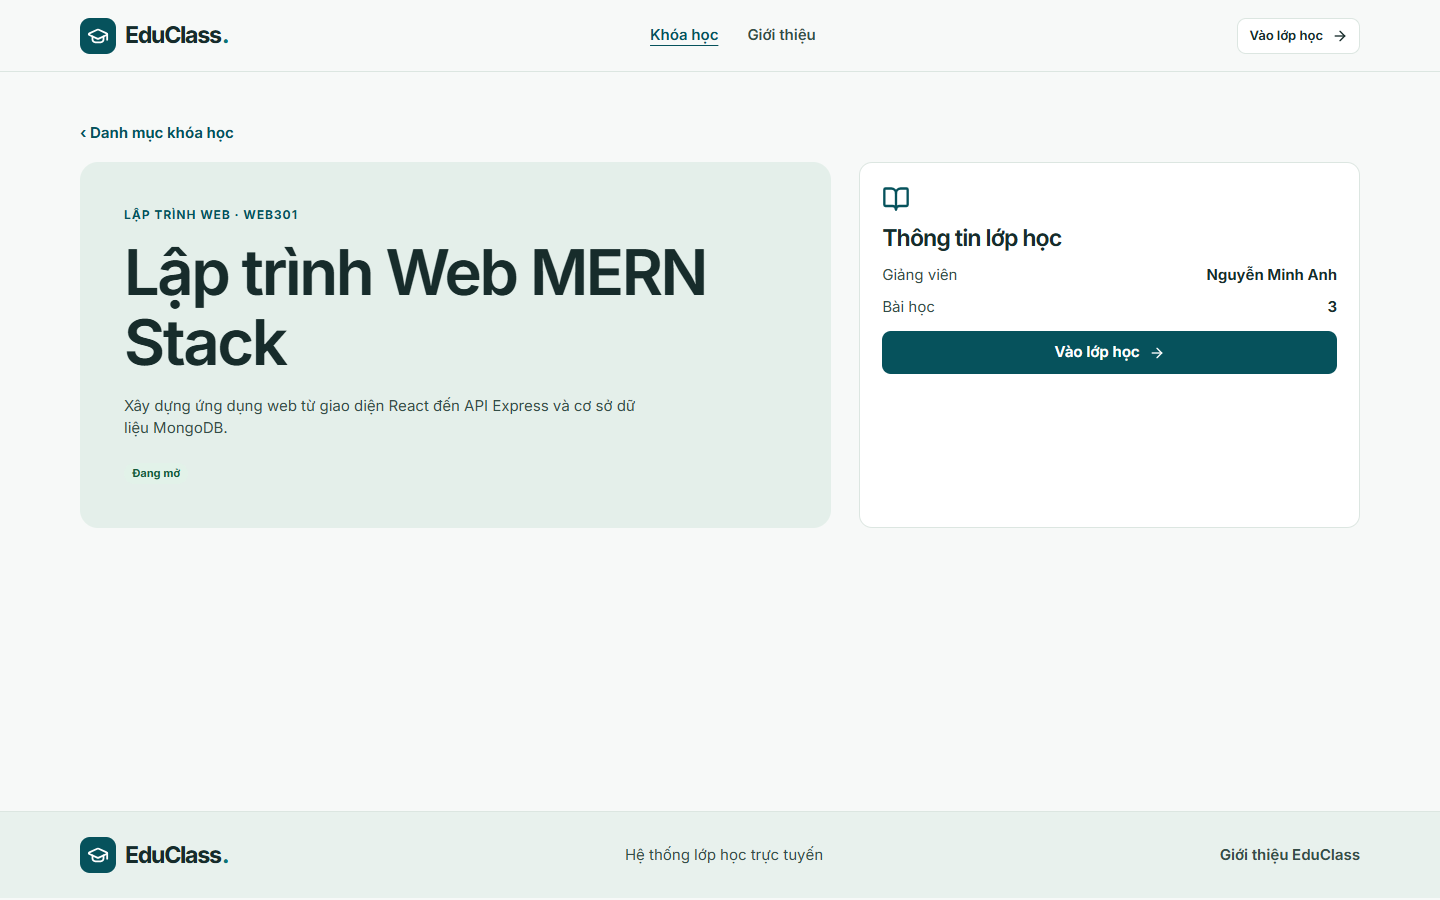 EduClass.
Khóa học
Giới thiệu
Vào lớp học →
‹ Danh mục khóa học
LẬP TRÌNH WEB · WEB301
Lập trình Web MERN
Stack
Xây dựng ứng dụng web từ giao diện React đến API Express và cơ sở dữ
liệu MongoDB.
Đang mở
Thông tin lớp học
Giảng viên Nguyễn Minh Anh
Bài học 3
Vào lớp học →
EduClass.
Hệ thống lớp học trực tuyến
Giới thiệu EduClass